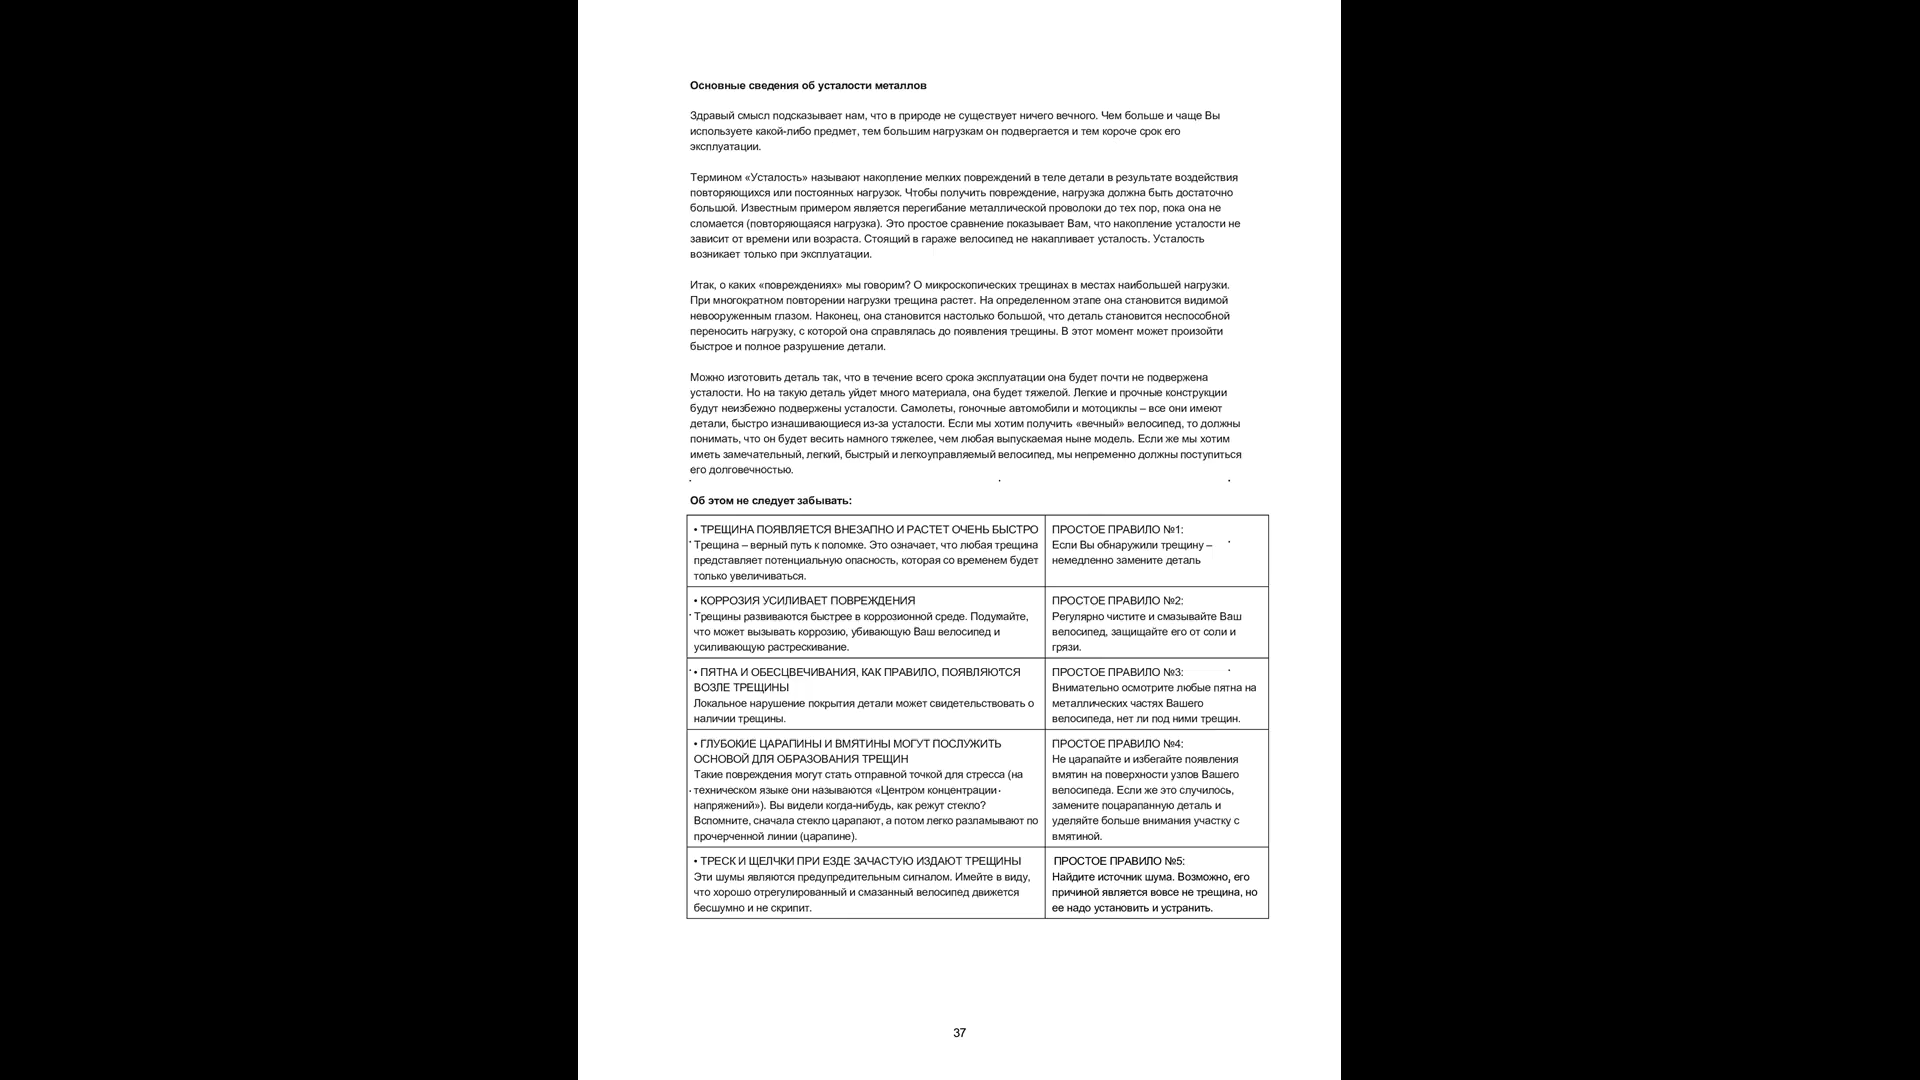 Основные сведения об усталости металлов
Здравый смысл подсказывает нам, что в природе не существует ничего вечного. Чем больше и чаще Вы
используете какой-либо предмет, тем большим нагрузкам он подвергается и тем короче срок его
эксплуатации.
Термином «Усталость» называют накопление мелких повреждений в теле детали в результате воздействия
повторяющихся или постоянных нагрузок. Чтобы получить повреждение, нагрузка должна быть достаточно
большой. Известным примером является перегибание металлической проволоки до тех пор, пока она не
сломается (повторяющаяся нагрузка). Это простое сравнение показывает Вам, что накопление усталости не
зависит от времени или возраста. Стоящий в гараже велосипед не накапливает усталость. Усталость
возникает только при эксплуатации.
Итак, о каких «повреждениях» мы говорим? О микроскопических трещинах в местах наибольшей нагрузки.
При многократном повторении нагрузки трещина растет. На определенном этапе она становится видимой
невооруженным глазом. Наконец, она становится настолько большой, что деталь становится неспособной
переносить нагрузку, с которой она справлялась до появления трещины. В этот момент может произойти
быстрое и полное разрушение детали.
Можно изготовить деталь так, что в течение всего срока эксплуатации она будет почти не подвержена
усталости. Но на такую деталь уйдет много материала, она будет тяжелой. Легкие и прочные конструкции
будут неизбежно подвержены усталости. Самолеты, гоночные автомобили и мотоциклы – все они имеют
детали, быстро изнашивающиеся из-за усталости. Если мы хотим получить «вечный» велосипед, то должны
понимать, что он будет весить намного тяжелее, чем любая выпускаемая ныне модель. Если же мы хотим
иметь замечательный, легкий, быстрый и легкоуправляемый велосипед, мы непременно должны поступиться
его долговечностью.
Об этом не следует забывать:
• ТРЕЩИНА ПОЯВЛЯЕТСЯ ВНЕЗАПНО И РАСТЕТ ОЧЕНЬ БЫСТРО
Трещина – верный путь к поломке. Это означает, что любая трещина
представляет потенциальную опасность, которая со временем будет
только увеличиваться.
ПРОСТОЕ ПРАВИЛО №1:
Если Вы обнаружили трещину –
немедленно замените деталь
• КОРРОЗИЯ УСИЛИВАЕТ ПОВРЕЖДЕНИЯ
Трещины развиваются быстрее в коррозионной среде. Подумайте,
что может вызывать коррозию, убивающую Ваш велосипед и
усиливающую растрескивание.
ПРОСТОЕ ПРАВИЛО №2:
Регулярно чистите и смазывайте Ваш
велосипед, защищайте его от соли и
грязи.
• ПЯТНА И ОБЕСЦВЕЧИВАНИЯ, КАК ПРАВИЛО, ПОЯВЛЯЮТСЯ
ВОЗЛЕ ТРЕЩИНЫ
Локальное нарушение покрытия детали может свидетельствовать о
наличии трещины.
ПРОСТОЕ ПРАВИЛО №3:
Внимательно осмотрите любые пятна на
металлических частях Вашего
велосипеда, нет ли под ними трещин.
• ГЛУБОКИЕ ЦАРАПИНЫ И ВМЯТИНЫ МОГУТ ПОСЛУЖИТЬ
ОСНОВОЙ ДЛЯ ОБРАЗОВАНИЯ ТРЕЩИН
Такие повреждения могут стать отправной точкой для стресса (на
техническом языке они называются «Центром концентрации
напряжений»). Вы видели когда-нибудь, как режут стекло?
Вспомните, сначала стекло царапают, а потом легко разламывают по
прочерченной линии (царапине).
ПРОСТОЕ ПРАВИЛО №4:
Не царапайте и избегайте появления
вмятин на поверхности узлов Вашего
велосипеда. Если же это случилось,
замените поцарапанную деталь и
уделяйте больше внимания участку с
вмятиной.
• ТРЕСК И ЩЕЛЧКИ ПРИ ЕЗДЕ ЗАЧАСТУЮ ИЗДАЮТ ТРЕЩИНЫ
Эти шумы являются предупредительным сигналом. Имейте в виду,
что хорошо отрегулированный и смазанный велосипед движется
бесшумно и не скрипит.
ПРОСТОЕ ПРАВИЛО №5:
Найдите источник шума. Возможно, его
причиной является вовсе не трещина, но
ее надо установить и устранить.
37